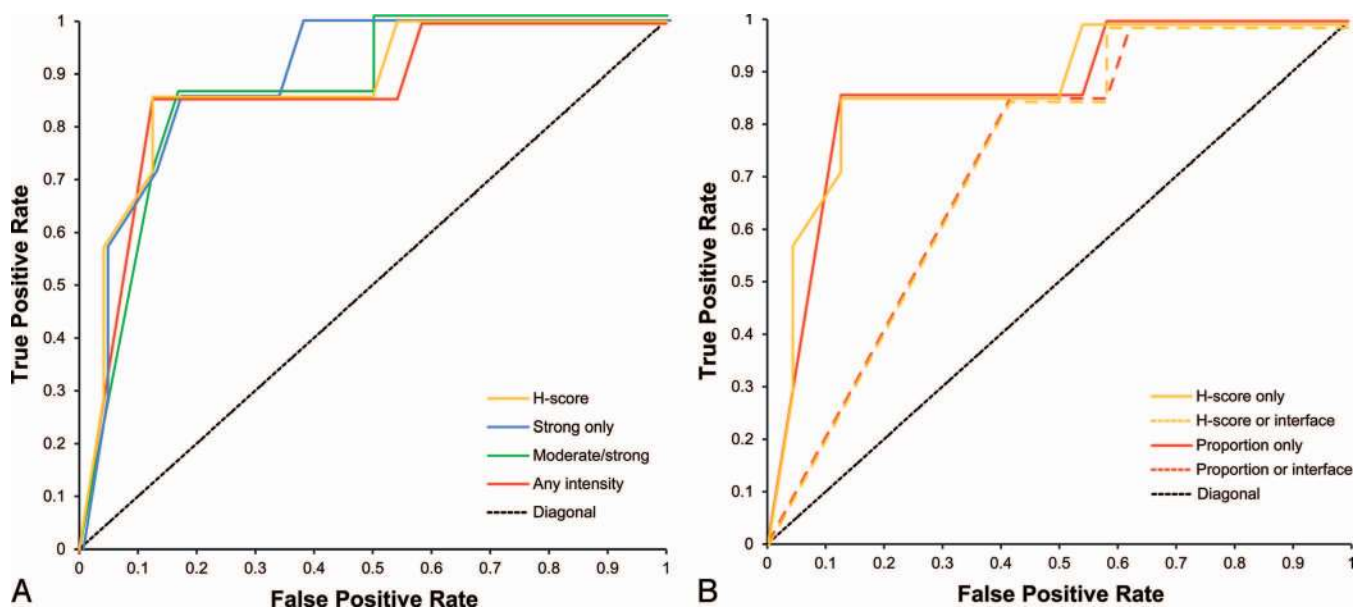 1
0.9
0.8
0.7
0.6
0.5
0.4
0.3
0.2
0.1
0
True Positive Rate
H-score
Strong only
Moderate/strong
Any intensity
Diagonal
0 0.1 0.2 0.3 0.4 0.5 0.6 0.7 0.8 0.9 1
False Positive Rate
A
1
0.9
0.8
0.7
0.6
0.5
0.4
0.3
0.2
0.1
0
True Positive Rate
H-score only
H-score or interface
Proportion only
Proportion or interface
Diagonal
0 0.1 0.2 0.3 0.4 0.5 0.6 0.7 0.8 0.9 1
False Positive Rate
B